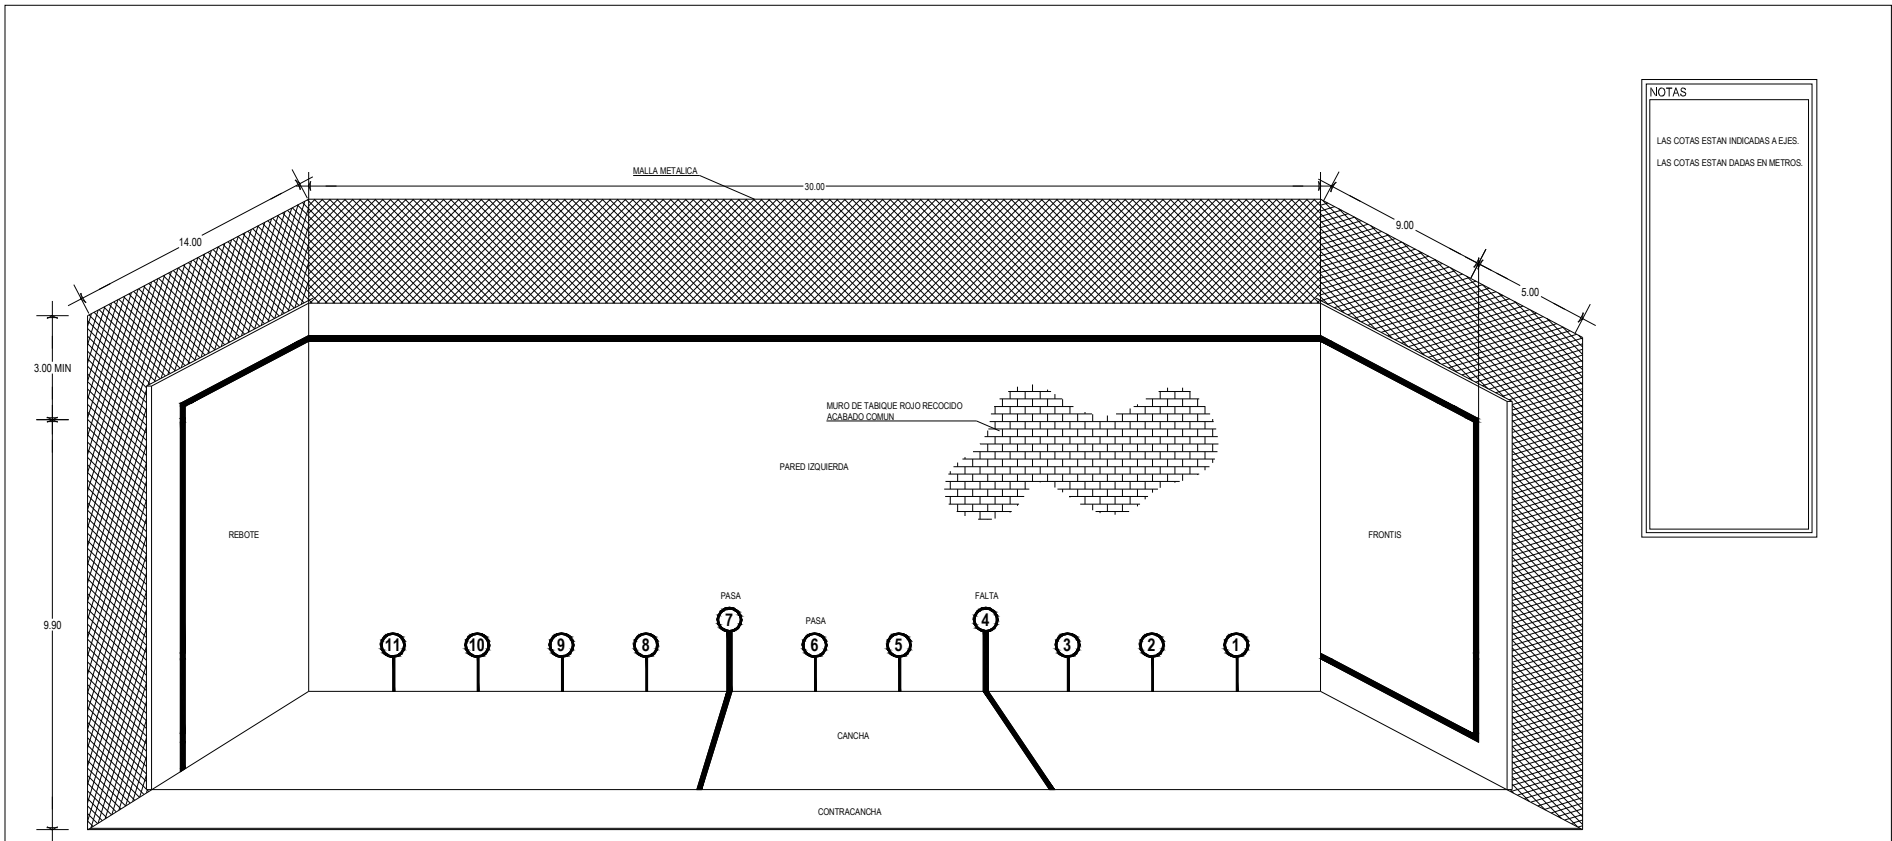 NOTAS
LAS COTAS ESTAN INDICADAS A EJES.
LAS COTAS ESTAN DADAS EN METROS.
MALLA METALICA
30.00
14.00
9.00
5.00
3.00 MIN
MURO DE TABIQUE ROJO RECOCIDO
ACABADO COMUN
PARED IZQUIERDA
REBOTE
FRONTIS
PASA
FALTA
PASA
9.90
11
10
9
8
7
6
5
4
3
2
1
CANCHA
CONTRACANCHA